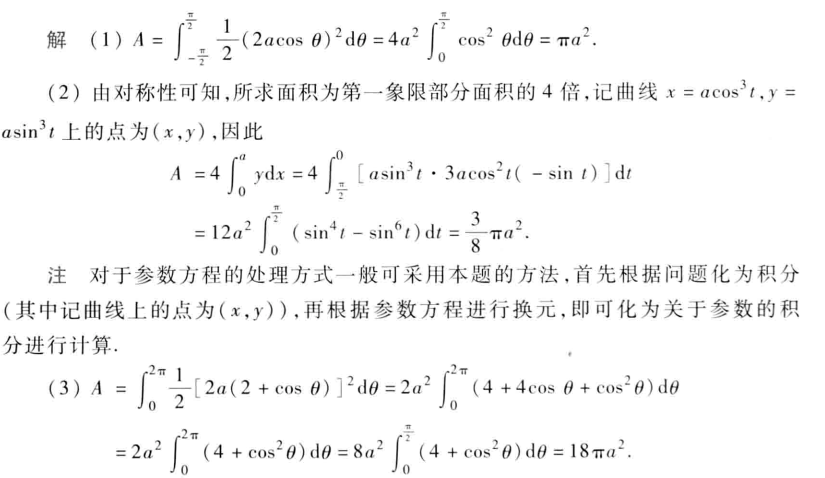 解 (1) A = ∫_{-π/2}^{π/2} 1/2 (2acos θ)²dθ = 4a² ∫_0^{π/2} cos² θdθ = πa².
(2) 由对称性可知,所求面积为第一象限部分面积的 4 倍,记曲线 x = acos³t, y =
asin³t 上的点为(x,y),因此
A = 4 ∫_0^a ydx = 4 ∫_{π/2}^0 [asin³t · 3acos²t( - sin t)]dt
= 12a² ∫_0^{π/2} (sin⁴t - sin⁶t)dt = 3/8 πa².
注 对于参数方程的处理方式一般可采用本题的方法,首先根据问题化为积分
(其中记曲线上的点为(x,y)),再根据参数方程进行换元,即可化为关于参数的积
分进行计算.
(3) A = ∫_0^{2π} 1/2 [2a(2 + cos θ)]²dθ = 2a² ∫_0^{2π} (4 + 4cos θ + cos²θ)dθ
= 2a² ∫_0^{2π} (4 + cos²θ)dθ = 8a² ∫_0^{π/2} (4 + cos²θ)dθ = 18πa².